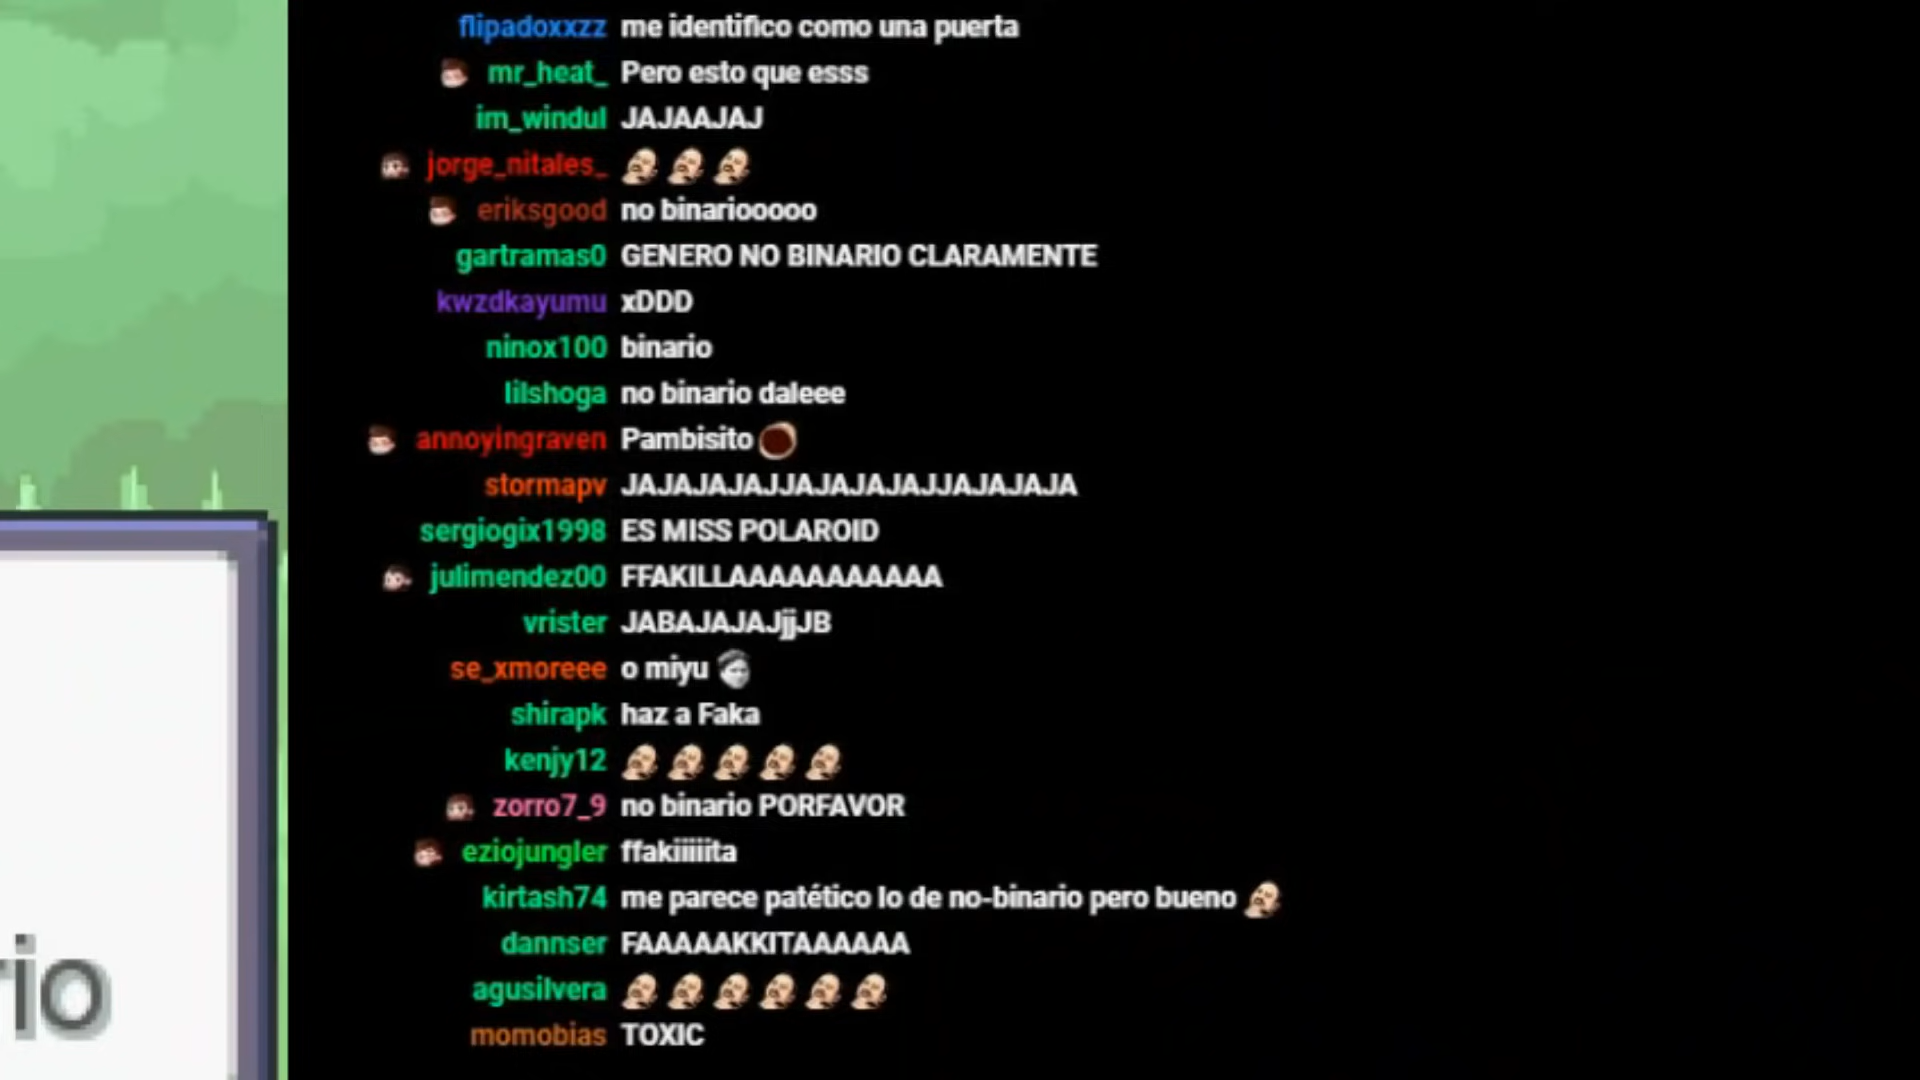 flipadoxxzz me identifico como una puerta
mr_heat_ Pero esto que esss
im_windul JAJAAJAJ
jorge_nitales_
eriksgood no binariooooo
gartramas0 GENERO NO BINARIO CLARAMENTE
kwzdkayumu xDDD
ninox100 binario
lilshoga no binario daleee
annoyingraven Pambisito
stormapv JAJAJAJAJJAJAJAJAJJAJAJAJA
sergiogix1998 ES MISS POLAROID
julimendez00 FFAKILLAAAAAAAAAAA
vrister JABAJAJAJjjJB
se_xmoreee o miyu
shirapk haz a Faka
kenjy12
zorro7_9 no binario PORFAVOR
eziojungler ffakiiiiita
kirtash74 me parece patético lo de no-binario pero bueno
dannser FAAAAAKKITAAAAAA
agusilvera
momobias TOXIC
rio